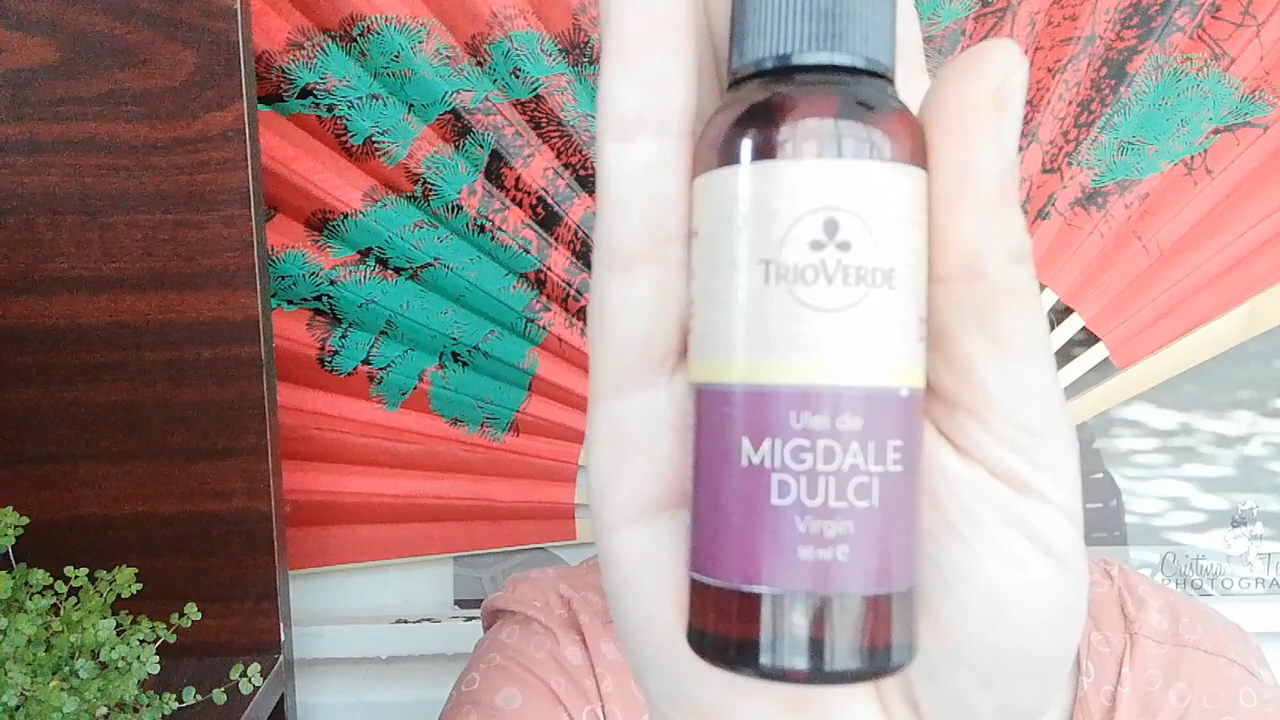 TRIOVERDE
Ulei de
MIGDALE
DULCI
Virgin
50 ml e
Cristina
PHOTOGRA